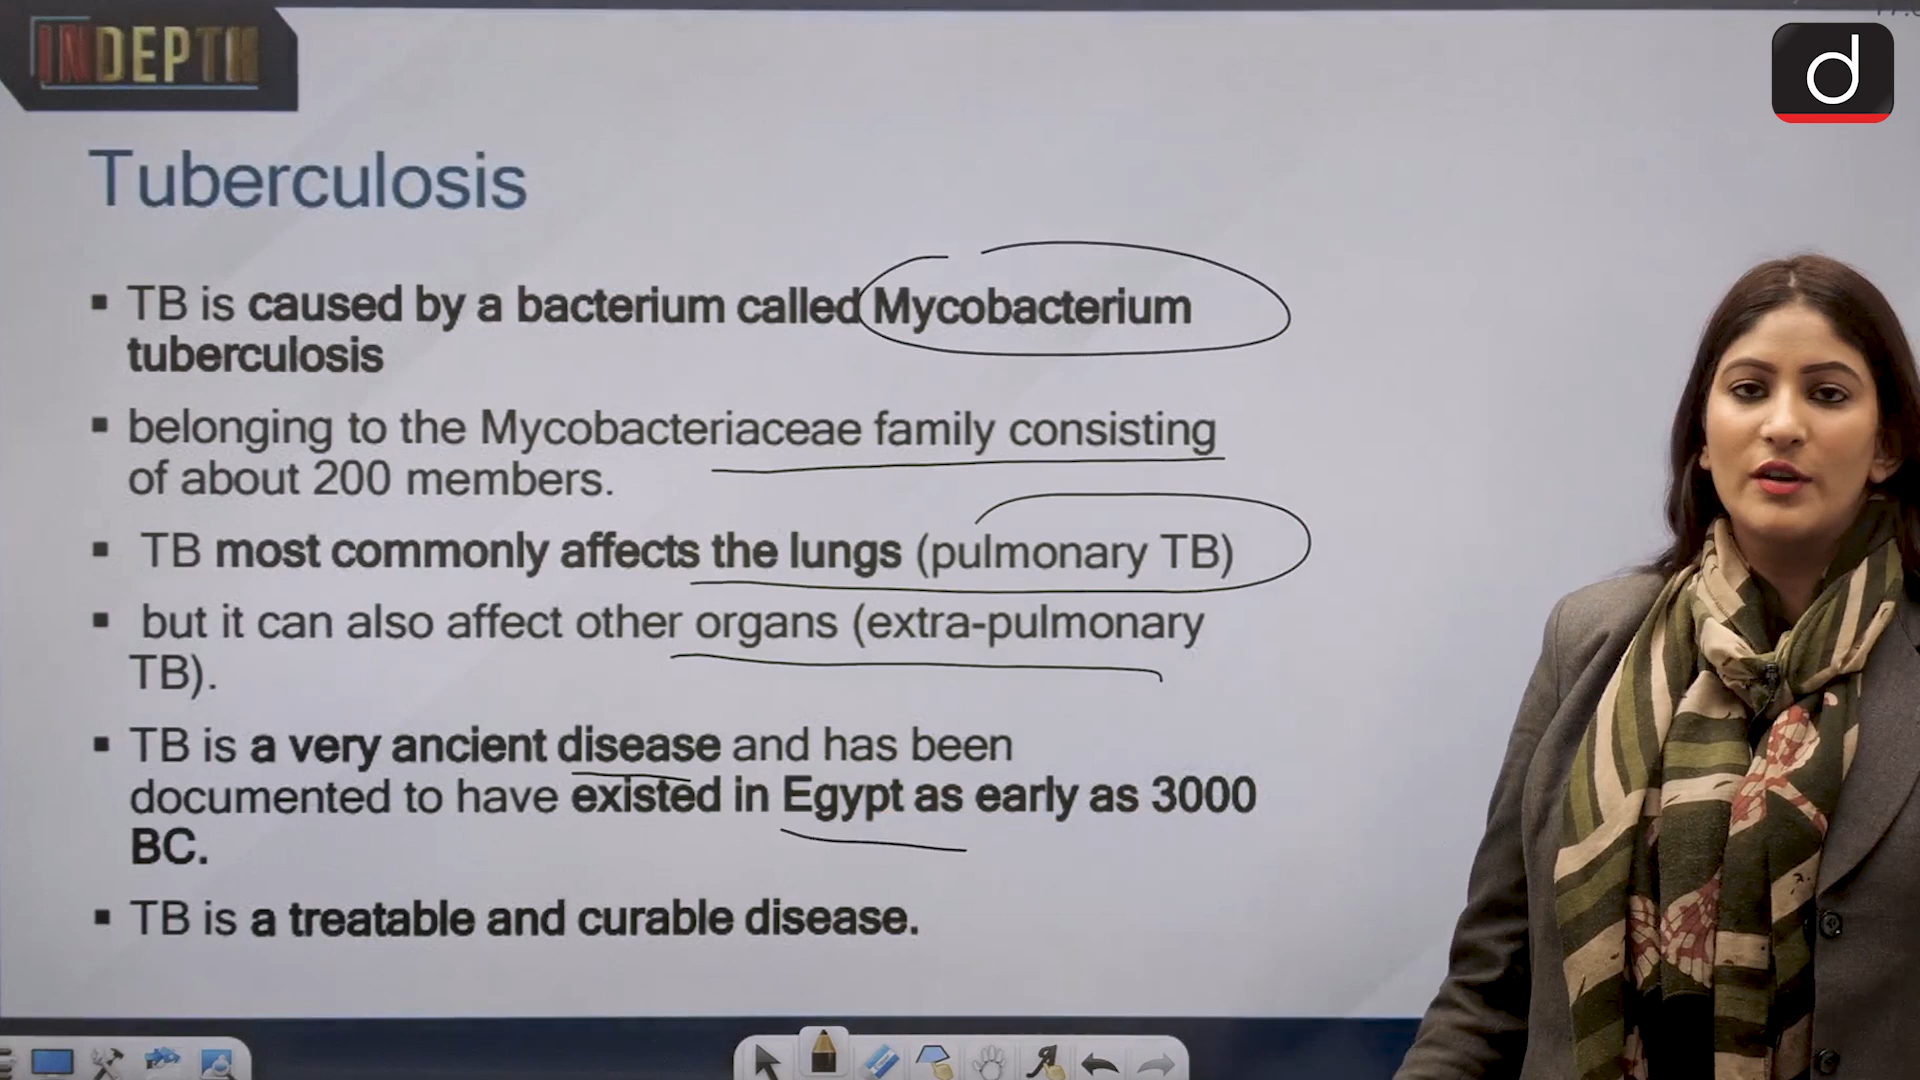 INDEPTH
d
Tuberculosis
▪ TB is caused by a bacterium called Mycobacterium
tuberculosis
▪ belonging to the Mycobacteriaceae family consisting
of about 200 members.
▪ TB most commonly affects the lungs (pulmonary TB)
▪ but it can also affect other organs (extra-pulmonary
TB).
▪ TB is a very ancient disease and has been
documented to have existed in Egypt as early as 3000
BC.
▪ TB is a treatable and curable disease.